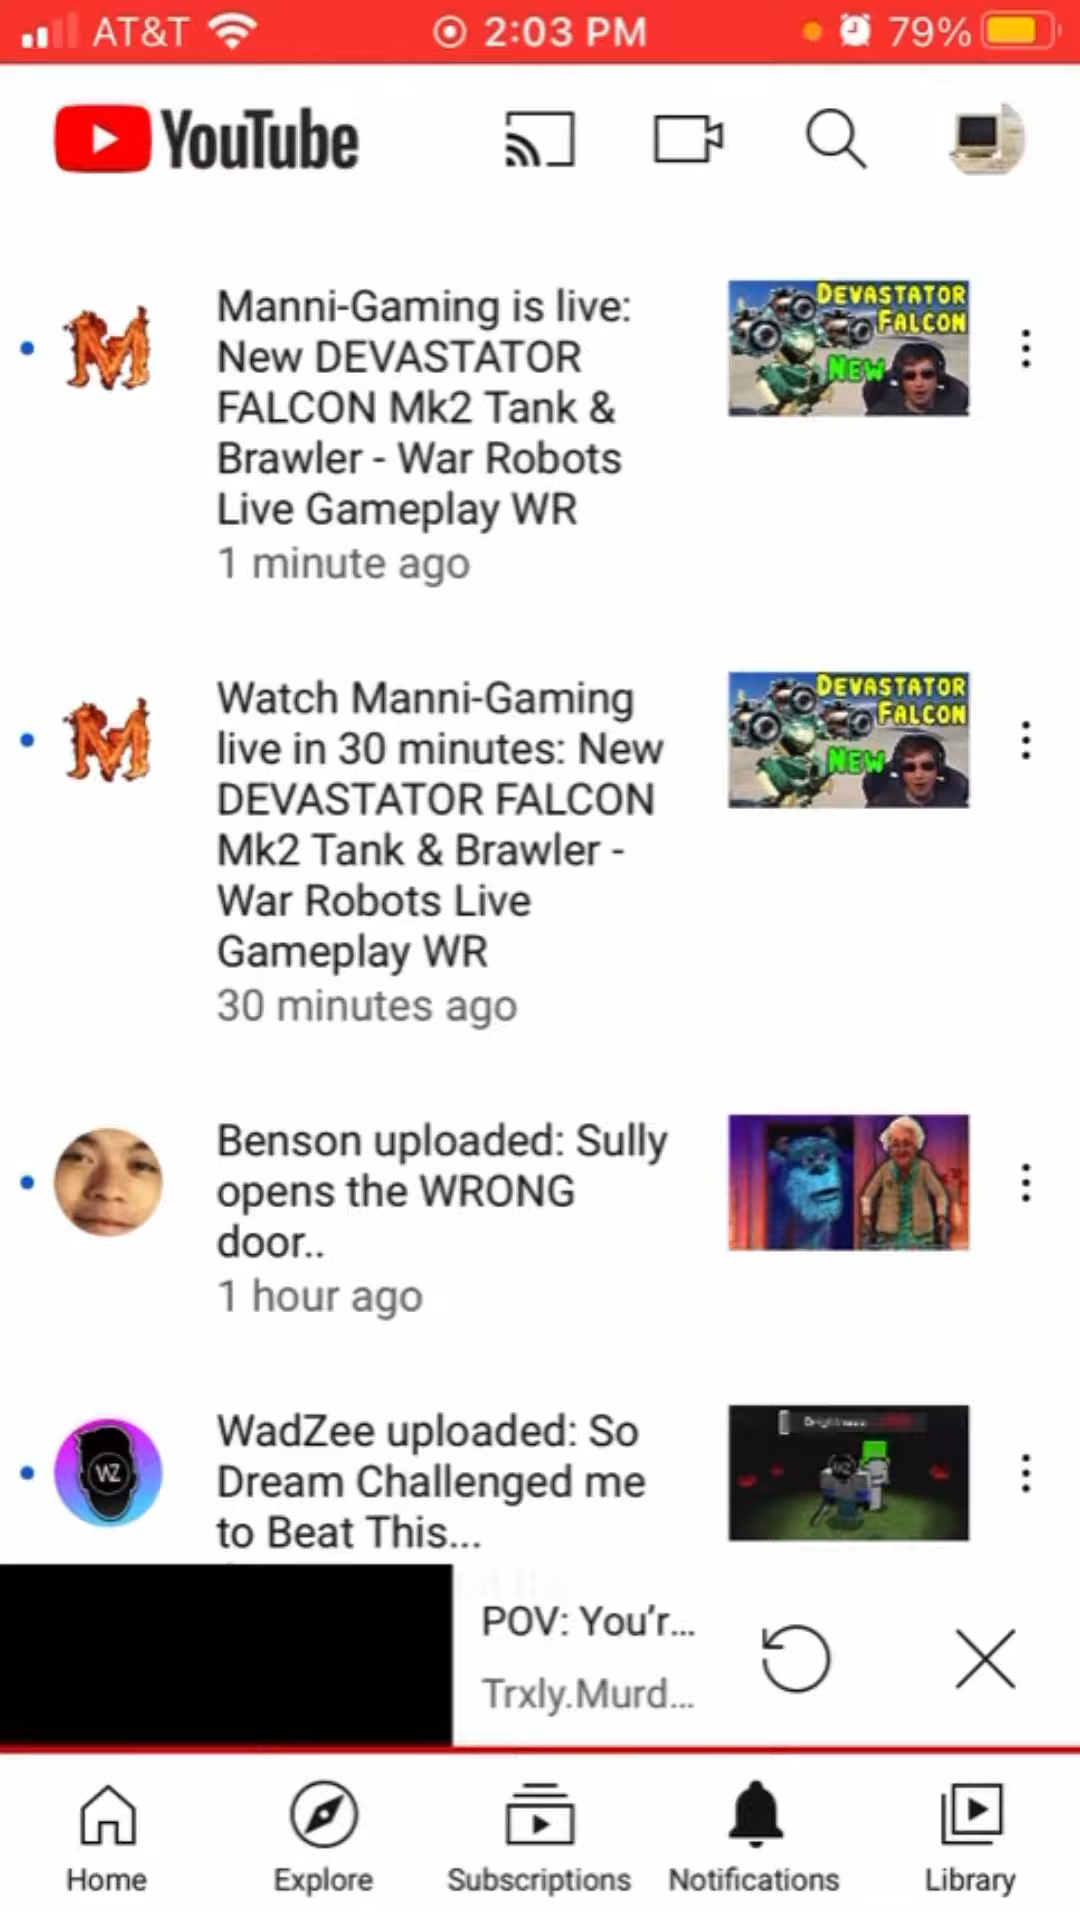 AT&T 2:03 PM 79%
YouTube
Manni-Gaming is live:
New DEVASTATOR
FALCON Mk2 Tank &
Brawler - War Robots
Live Gameplay WR
1 minute ago
DEVASTATOR
FALCON
NEW
M
Watch Manni-Gaming
live in 30 minutes: New
DEVASTATOR FALCON
Mk2 Tank & Brawler -
War Robots Live
Gameplay WR
30 minutes ago
DEVASTATOR
FALCON
NEW
M
Benson uploaded: Sully
opens the WRONG
door..
1 hour ago
WZ
WadZee uploaded: So
Dream Challenged me
to Beat This...
Brightness
POV: You'r...
Trxly.Murd...
Home Explore Subscriptions Notifications Library